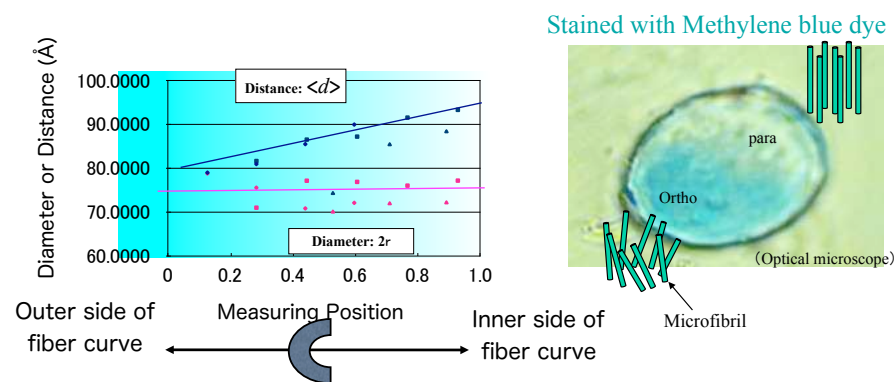 Stained with Methylene blue dye
Diameter or Distance (Å)
100.0000
90.0000
80.0000
70.0000
60.0000
Distance: <d>
Diameter: 2r
0
0.2
0.4
0.6
0.8
1.0
Measuring Position
Outer side of
fiber curve
Inner side of
fiber curve
para
Ortho
(Optical microscope)
Microfibril